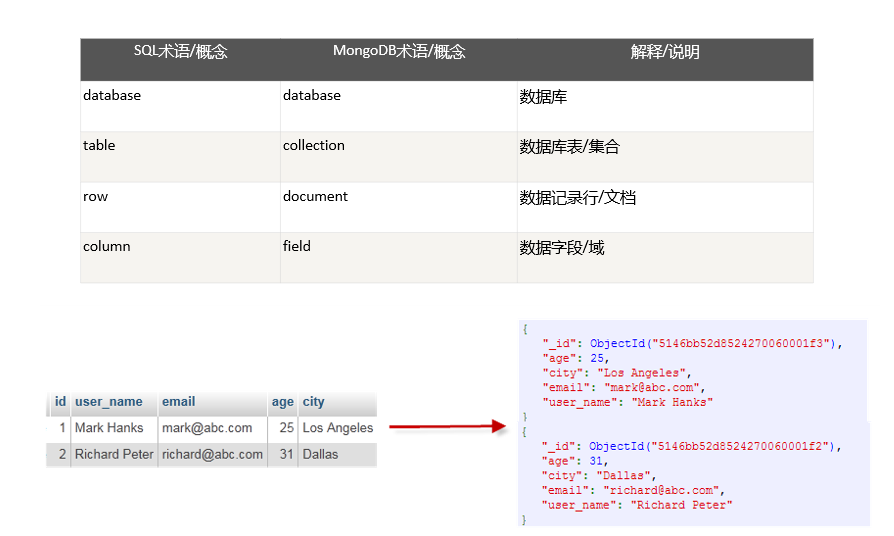 SQL术语/概念 MongoDB术语/概念 解释/说明
database database 数据库
table collection 数据库表/集合
row document 数据记录行/文档
column field 数据字段/域
id user_name email age city
1 Mark Hanks mark@abc.com 25 Los Angeles
2 Richard Peter richard@abc.com 31 Dallas
{
"_id": ObjectId("5146bb52d8524270060001f3"),
"age": 25,
"city": "Los Angeles",
"email": "mark@abc.com",
"user_name": "Mark Hanks"
}
{
"_id": ObjectId("5146bb52d8524270060001f2"),
"age": 31,
"city": "Dallas",
"email": "richard@abc.com",
"user_name": "Richard Peter"
}